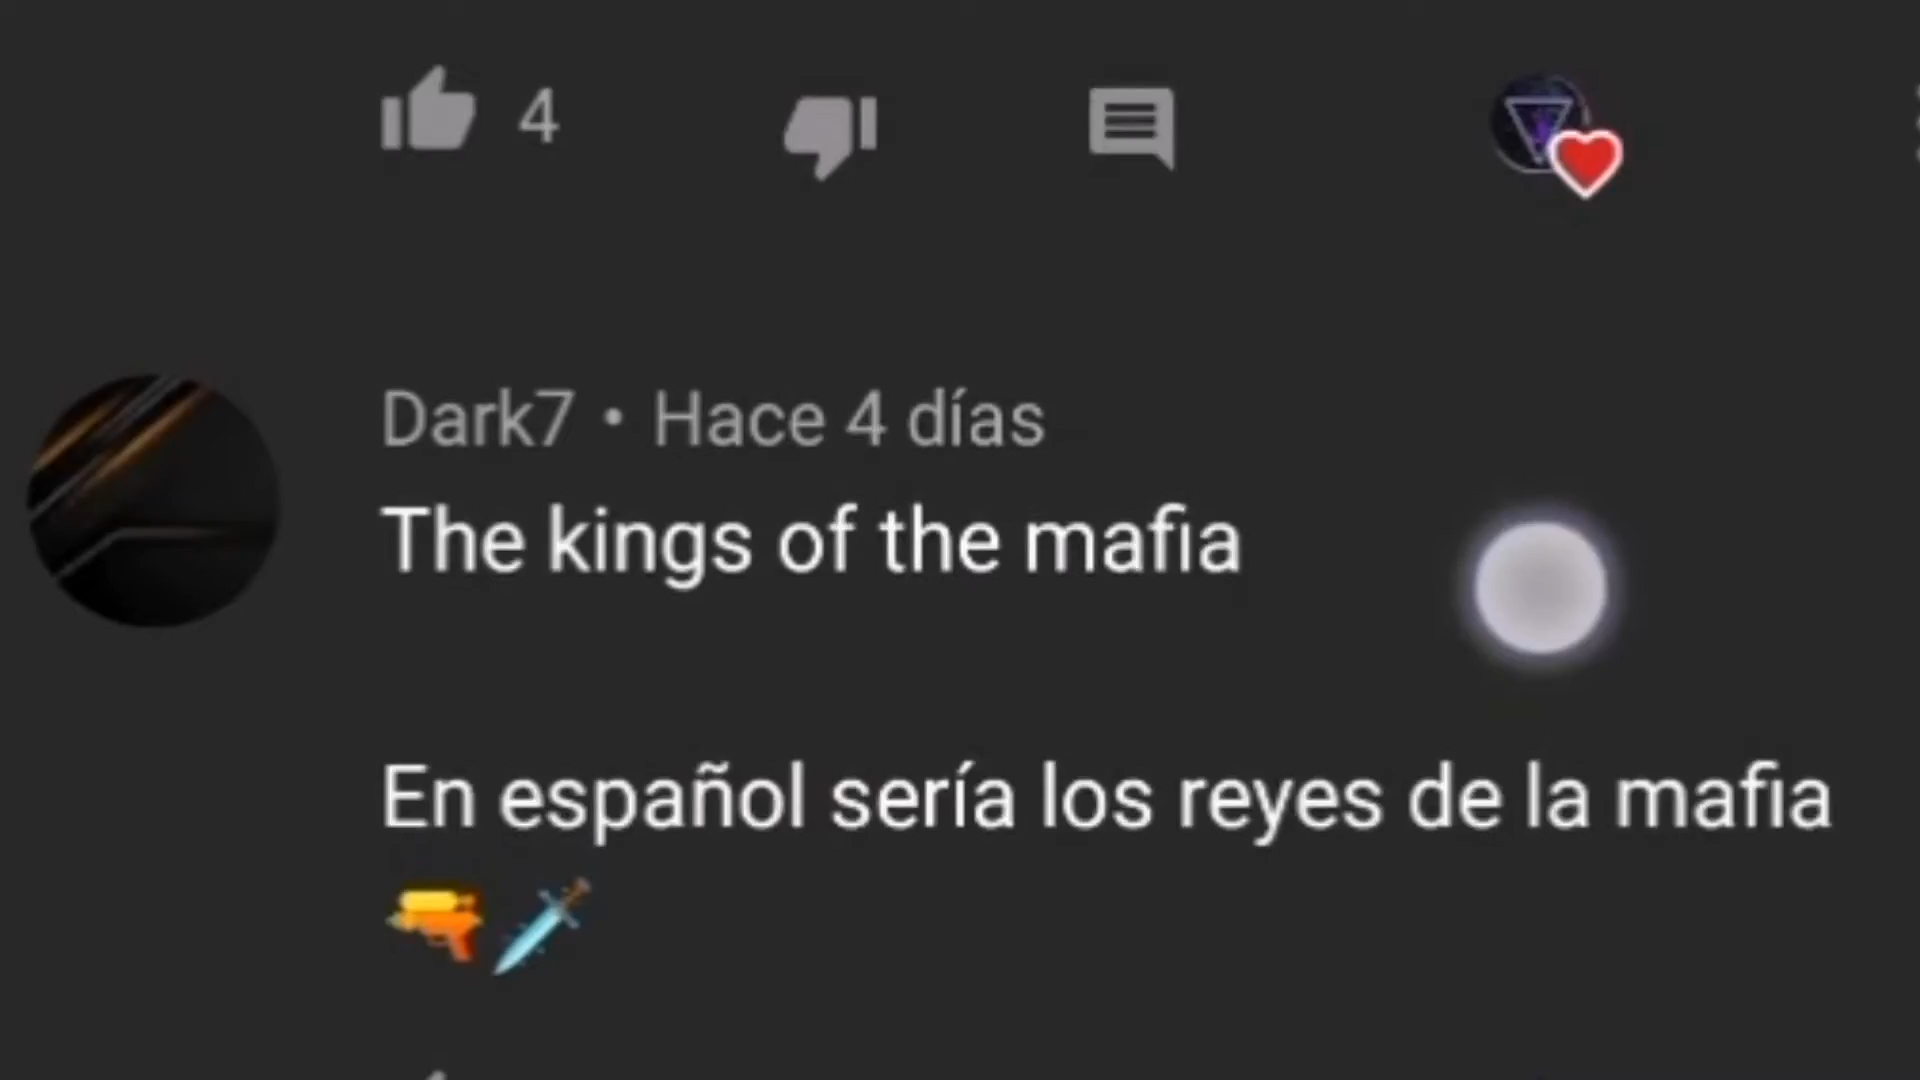 4
Dark7 • Hace 4 días
The kings of the mafia
En español sería los reyes de la mafia
🔫🗡️